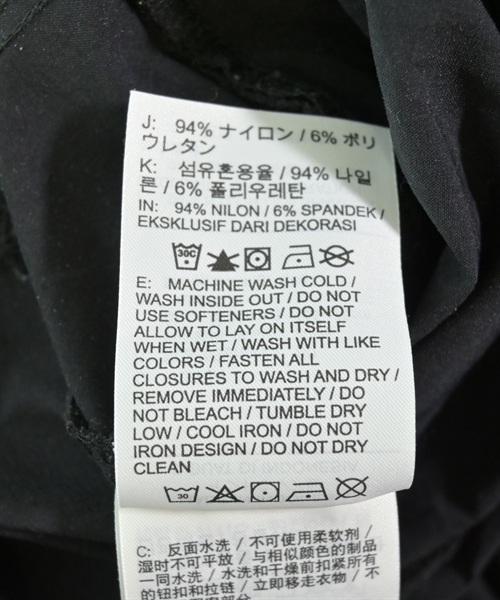 J: 94% ナイロン / 6% ポリ
ウレタン
K: 섬유혼용율 / 94% 나일
론 / 6% 폴리우레탄
IN: 94% NILON / 6% SPANDEK /
EKSKLUSIF DARI DEKORASI
30C
E: MACHINE WASH COLD /
WASH INSIDE OUT / DO NOT
USE SOFTENERS / DO NOT
ALLOW TO LAY ON ITSELF
WHEN WET / WASH WITH LIKE
COLORS / FASTEN ALL
CLOSURES TO WASH AND DRY /
REMOVE IMMEDIATELY / DO
NOT BLEACH / TUMBLE DRY
LOW / COOL IRON / DO NOT
IRON DESIGN / DO NOT DRY
CLEAN
30
C: 反面水洗 / 不可使用柔软剂 /
湿时不可平放 / 与相似颜色的制品
一同水洗 / 水洗和干燥前扣紧所有
的钮扣和拉链 / 立即移走衣物 / 不